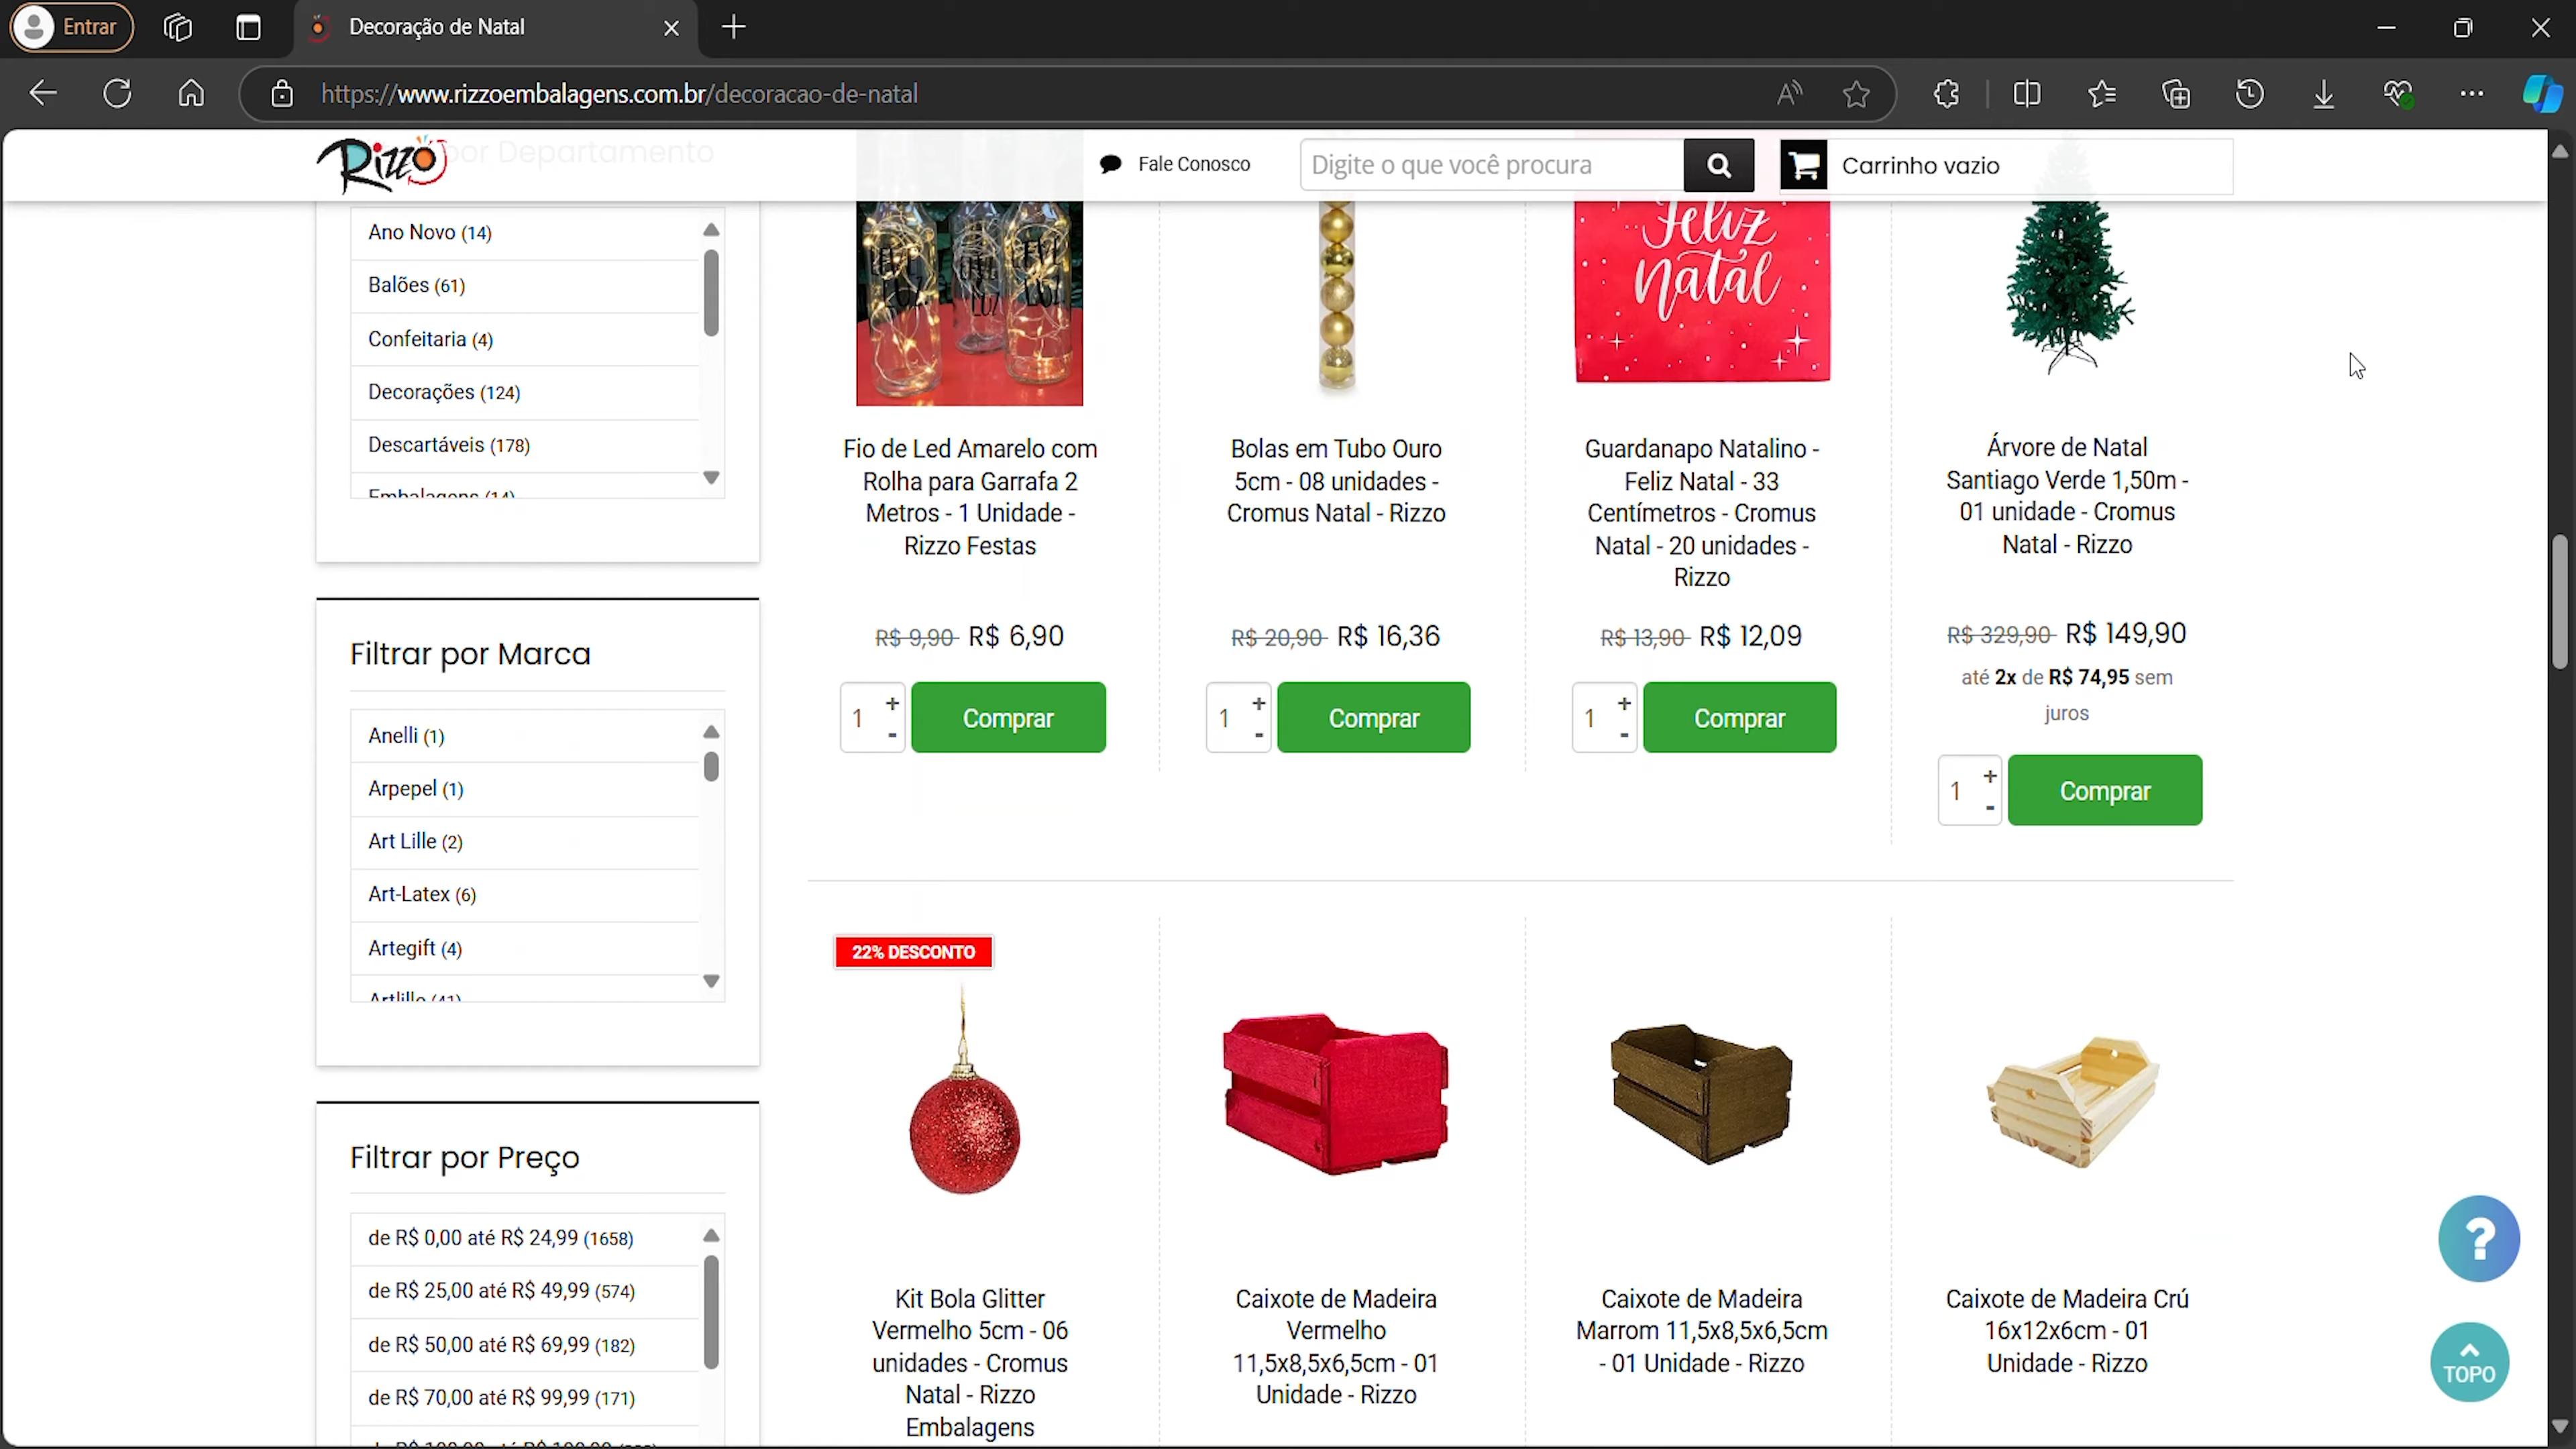 Entrar
Decoração de Natal
https://www.rizzoembalagens.com.br/decoracao-de-natal
Rizzo
por Departamento
Fale Conosco
Digite o que você procura
Carrinho vazio
Ano Novo (14)
Balões (61)
Confeitaria (4)
Decorações (124)
Descartáveis (178)
Embalagens (14)
Filtrar por Marca
Anelli (1)
Arpepel (1)
Art Lille (2)
Art-Latex (6)
Artegift (4)
Artlille (41)
Filtrar por Preço
de R$ 0,00 até R$ 24,99 (1658)
de R$ 25,00 até R$ 49,99 (574)
de R$ 50,00 até R$ 69,99 (182)
de R$ 70,00 até R$ 99,99 (171)
Fio de Led Amarelo com
Rolha para Garrafa 2
Metros - 1 Unidade -
Rizzo Festas
R$ 9,90 R$ 6,90
1 + -
Comprar
Bolas em Tubo Ouro
5cm - 08 unidades -
Cromus Natal - Rizzo
R$ 20,90 R$ 16,36
1 + -
Comprar
Feliz
Natal
Guardanapo Natalino -
Feliz Natal - 33
Centímetros - Cromus
Natal - 20 unidades -
Rizzo
R$ 13,90 R$ 12,09
1 + -
Comprar
Árvore de Natal
Santiago Verde 1,50m -
01 unidade - Cromus
Natal - Rizzo
R$ 329,90 R$ 149,90
até 2x de R$ 74,95 sem
juros
1 + -
Comprar
22% DESCONTO
Kit Bola Glitter
Vermelho 5cm - 06
unidades - Cromus
Natal - Rizzo
Embalagens
Caixote de Madeira
Vermelho
11,5x8,5x6,5cm - 01
Unidade - Rizzo
Caixote de Madeira
Marrom 11,5x8,5x6,5cm
- 01 Unidade - Rizzo
Caixote de Madeira Crú
16x12x6cm - 01
Unidade - Rizzo
?
TOPO